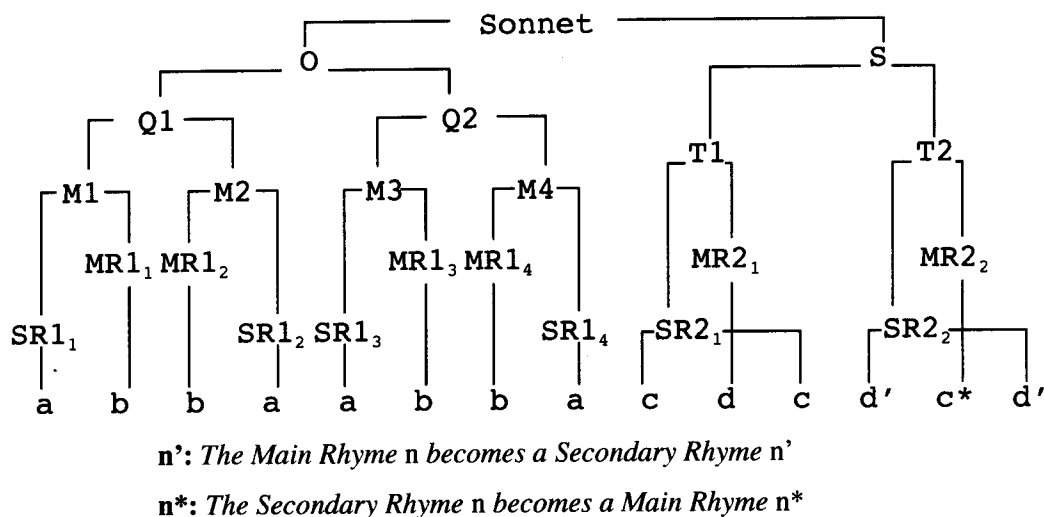 Sonnet
O S
Q1 Q2
T1 T2
M1 M2 M3 M4
MR1₁ MR1₂ MR1₃ MR1₄ MR2₁ MR2₂
SR1₁ SR1₂ SR1₃ SR1₄ SR2₁ SR2₂
a b b a a b b a c d c d' c* d'
n’: The Main Rhyme n becomes a Secondary Rhyme n’
n*: The Secondary Rhyme n becomes a Main Rhyme n*